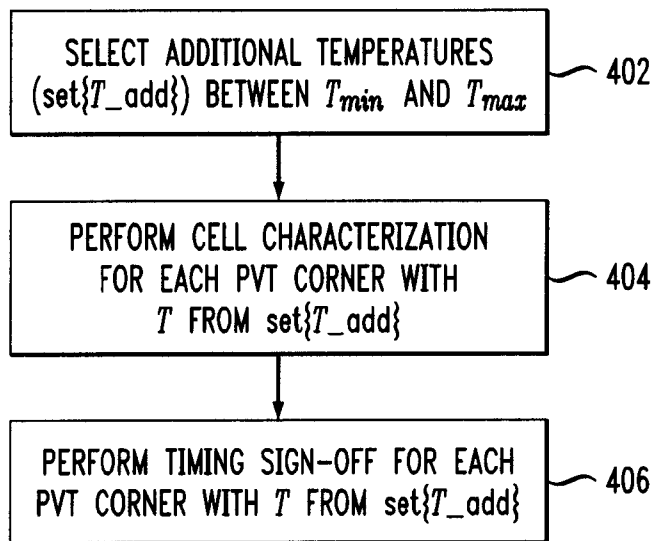 SELECT ADDITIONAL TEMPERATURES
(set{T_add}) BETWEEN Tmin AND Tmax
402
PERFORM CELL CHARACTERIZATION
FOR EACH PVT CORNER WITH
T FROM set{T_add}
404
PERFORM TIMING SIGN-OFF FOR EACH
PVT CORNER WITH T FROM set{T_add}
406